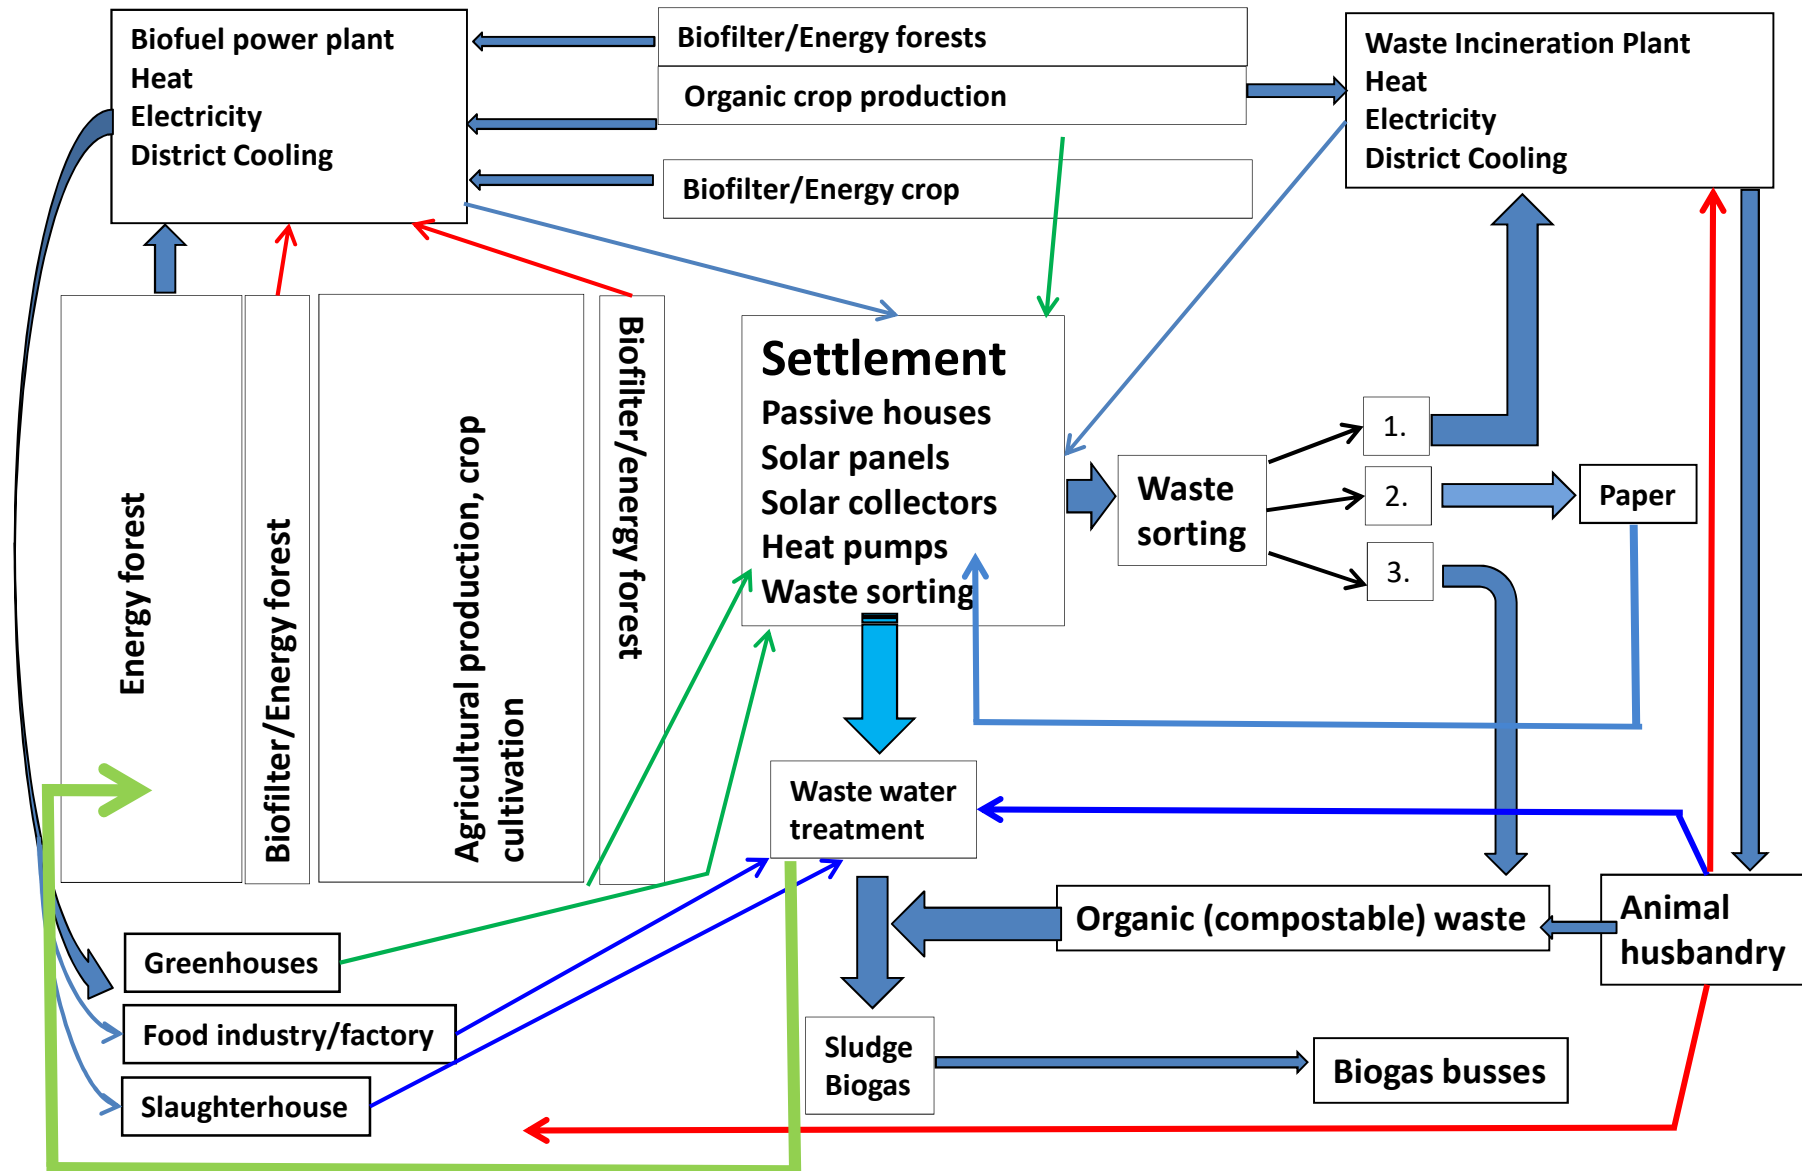 Biofuel power plant
Heat
Electricity
District Cooling
Biofilter/Energy forests
Organic crop production
Biofilter/Energy crop
Waste Incineration Plant
Heat
Electricity
District Cooling
Energy forest
Biofilter/Energy forest
Agricultural production, crop
cultivation
Biofilter/energy forest
Settlement
Passive houses
Solar panels
Solar collectors
Heat pumps
Waste sorting
Waste
sorting
1.
2.
3.
Paper
Waste water
treatment
Organic (compostable) waste
Animal
husbandry
Greenhouses
Food industry/factory
Slaughterhouse
Sludge
Biogas
Biogas busses